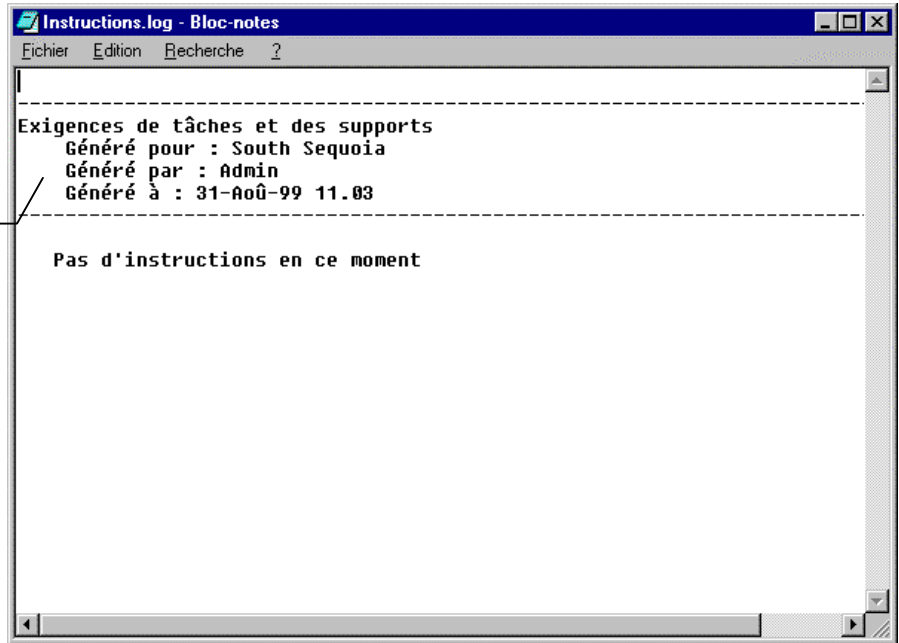 Instructions.log - Bloc-notes
Fichier Edition Recherche ?
--------------------------------------------------------------------------
Exigences de tâches et des supports
Généré pour : South Sequoia
Généré par : Admin
Généré à : 31-Aoû-99 11.03
--------------------------------------------------------------------------
Pas d'instructions en ce moment